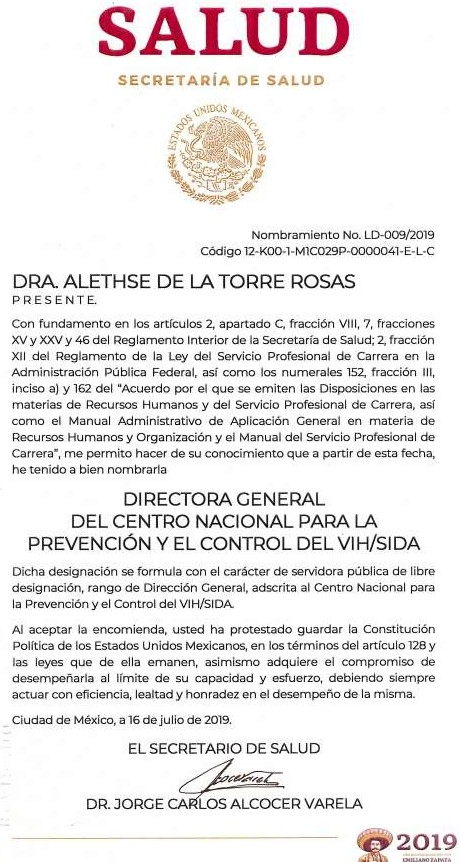 SALUD
SECRETARÍA DE SALUD
ESTADOS UNIDOS MEXICANOS
Nombramiento No. LD-009/2019
Código 12-K00-1-M1C029P-0000041-E-L-C
DRA. ALETHSE DE LA TORRE ROSAS
P R E S E N T E.
Con fundamento en los artículos 2, apartado C, fracción VIII, 7, fracciones
XV y XXV y 46 del Reglamento Interior de la Secretaría de Salud; 2, fracción
XII del Reglamento de la Ley del Servicio Profesional de Carrera en la
Administración Pública Federal, así como los numerales 152, fracción III,
inciso a) y 162 del "Acuerdo por el que se emiten las Disposiciones en las
materias de Recursos Humanos y del Servicio Profesional de Carrera, así
como el Manual Administrativo de Aplicación General en materia de
Recursos Humanos y Organización y el Manual del Servicio Profesional de
Carrera", me permito hacer de su conocimiento que a partir de esta fecha,
he tenido a bien nombrarla
DIRECTORA GENERAL
DEL CENTRO NACIONAL PARA LA
PREVENCIÓN Y EL CONTROL DEL VIH/SIDA
Dicha designación se formula con el carácter de servidora pública de libre
designación, rango de Dirección General, adscrita al Centro Nacional para
la Prevención y el Control del VIH/SIDA.
Al aceptar la encomienda, usted ha protestado guardar la Constitución
Política de los Estados Unidos Mexicanos, en los términos del artículo 128 y
las leyes que de ella emanen, asimismo adquiere el compromiso de
desempeñarla al límite de su capacidad y esfuerzo, debiendo siempre
actuar con eficiencia, lealtad y honradez en el desempeño de la misma.
Ciudad de México, a 16 de julio de 2019.
EL SECRETARIO DE SALUD
DR. JORGE CARLOS ALCOCER VARELA
2019
EMILIANO ZAPATA